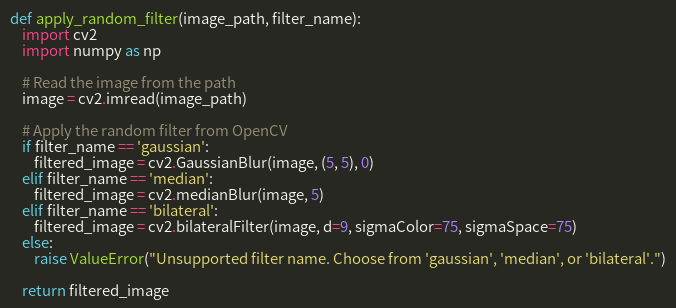 def apply_random_filter(image_path, filter_name):
    import cv2
    import numpy as np

    # Read the image from the path
    image = cv2.imread(image_path)

    # Apply the random filter from OpenCV
    if filter_name == 'gaussian':
        filtered_image = cv2.GaussianBlur(image, (5, 5), 0)
    elif filter_name == 'median':
        filtered_image = cv2.medianBlur(image, 5)
    elif filter_name == 'bilateral':
        filtered_image = cv2.bilateralFilter(image, d=9, sigmaColor=75, sigmaSpace=75)
    else:
        raise ValueError("Unsupported filter name. Choose from 'gaussian', 'median', or 'bilateral'.")

    return filtered_image